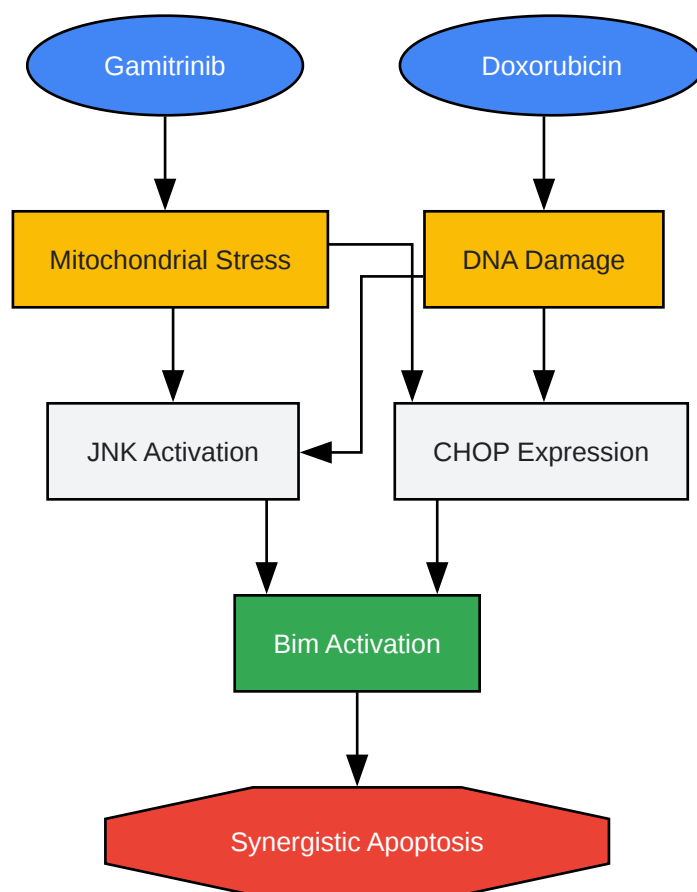 Gamitrinib
Doxorubicin
Mitochondrial Stress
DNA Damage
JNK Activation
CHOP Expression
Bim Activation
Synergistic Apoptosis